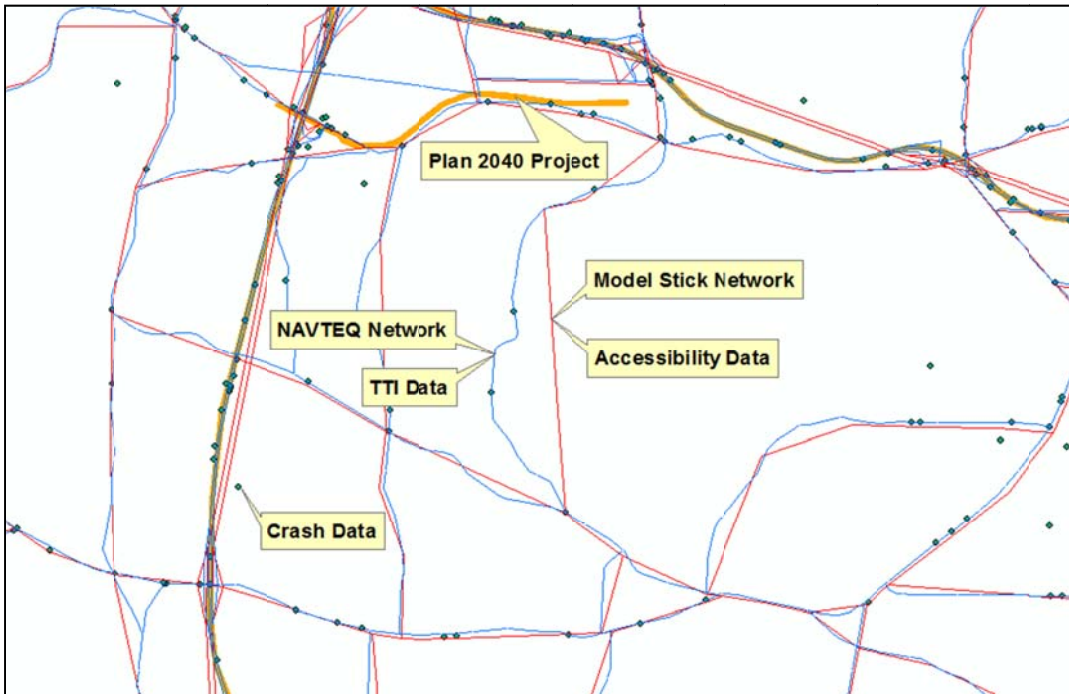 Plan 2040 Project
Model Stick Network
NAVTEQ Network
Accessibility Data
TTI Data
Crash Data